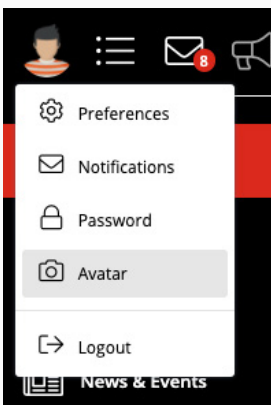 8
Preferences
Notifications
Password
Avatar
Logout
News & Events